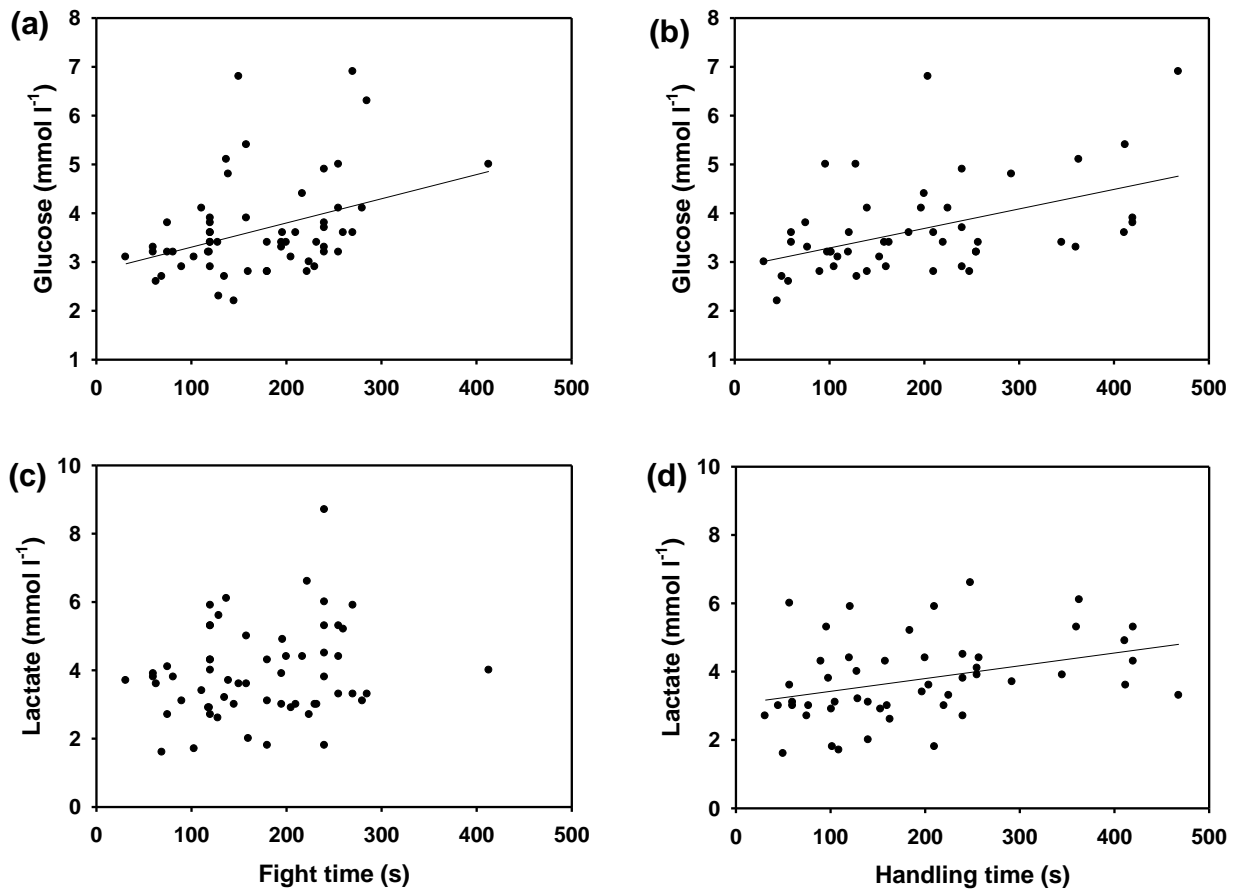 (a)
8
7
6
5
4
3
2
1
Glucose (mmol l-1)
0 100 200 300 400 500
(b)
8
7
6
5
4
3
2
1
Glucose (mmol l-1)
0 100 200 300 400 500
(c)
10
8
6
4
2
0
Lactate (mmol l-1)
0 100 200 300 400 500
Fight time (s)
(d)
10
8
6
4
2
0
Lactate (mmol l-1)
0 100 200 300 400 500
Handling time (s)